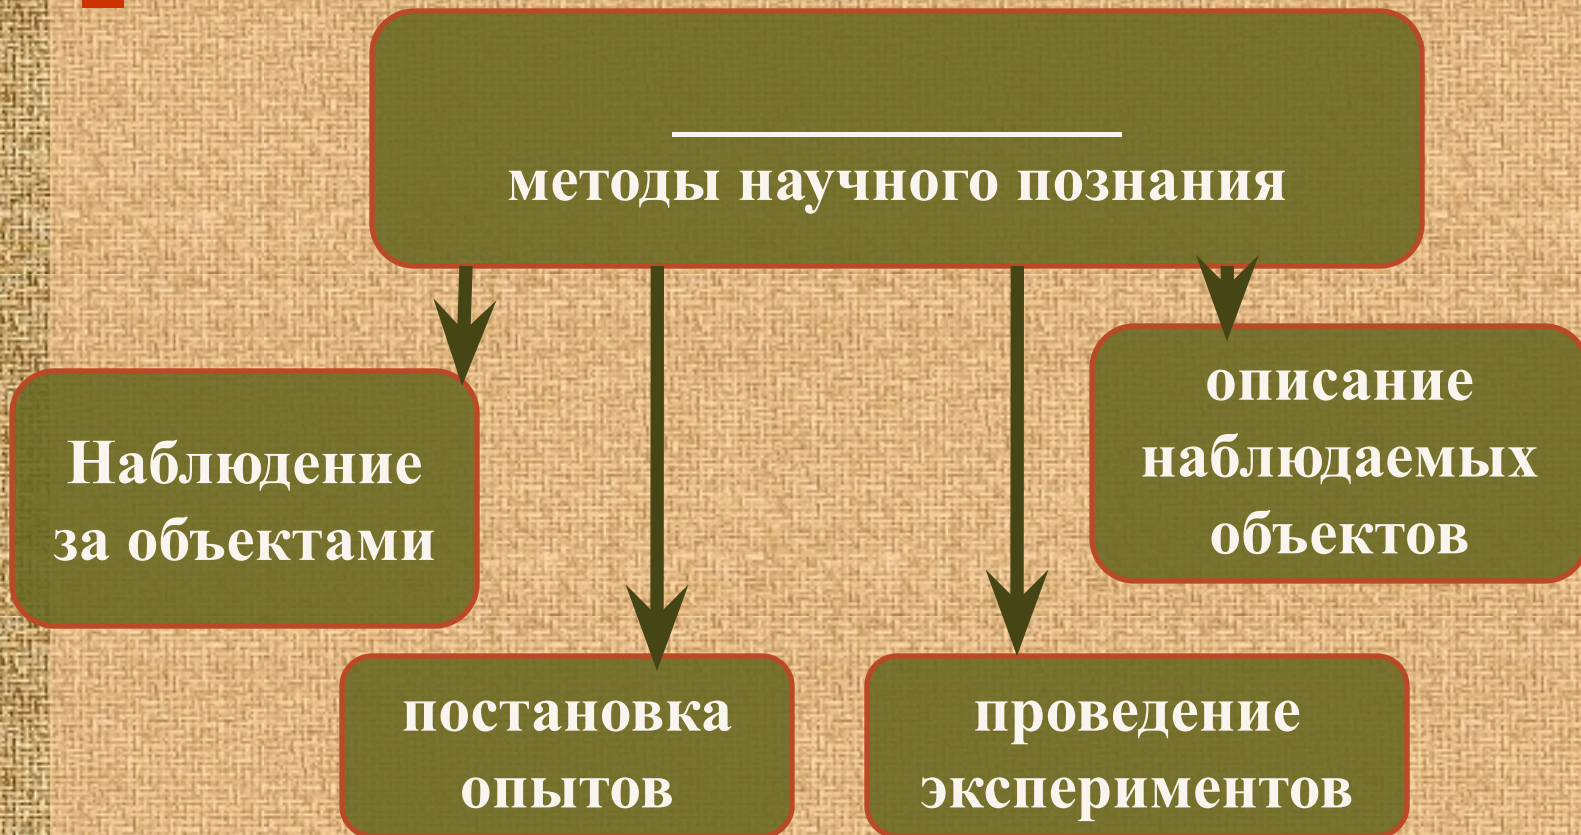 методы научного познания
Наблюдение
за объектами
описание
наблюдаемых
объектов
постановка
опытов
проведение
экспериментов